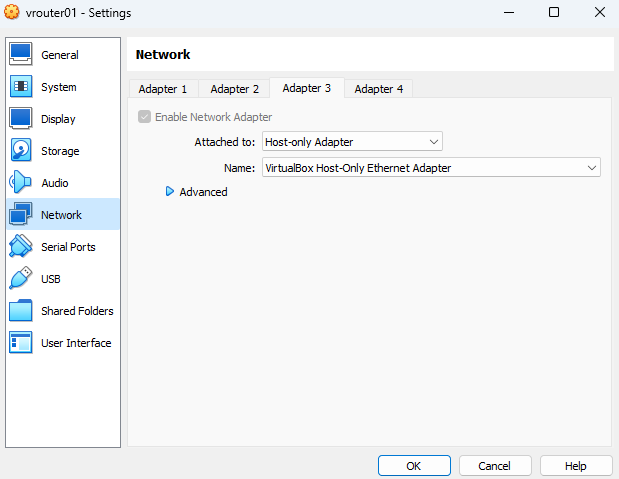 vrouter01 - Settings
General
System
Display
Storage
Audio
Network
Serial Ports
USB
Shared Folders
User Interface
Network
Adapter 1 Adapter 2 Adapter 3 Adapter 4
Enable Network Adapter
Attached to: Host-only Adapter
Name: VirtualBox Host-Only Ethernet Adapter
Advanced
OK Cancel Help